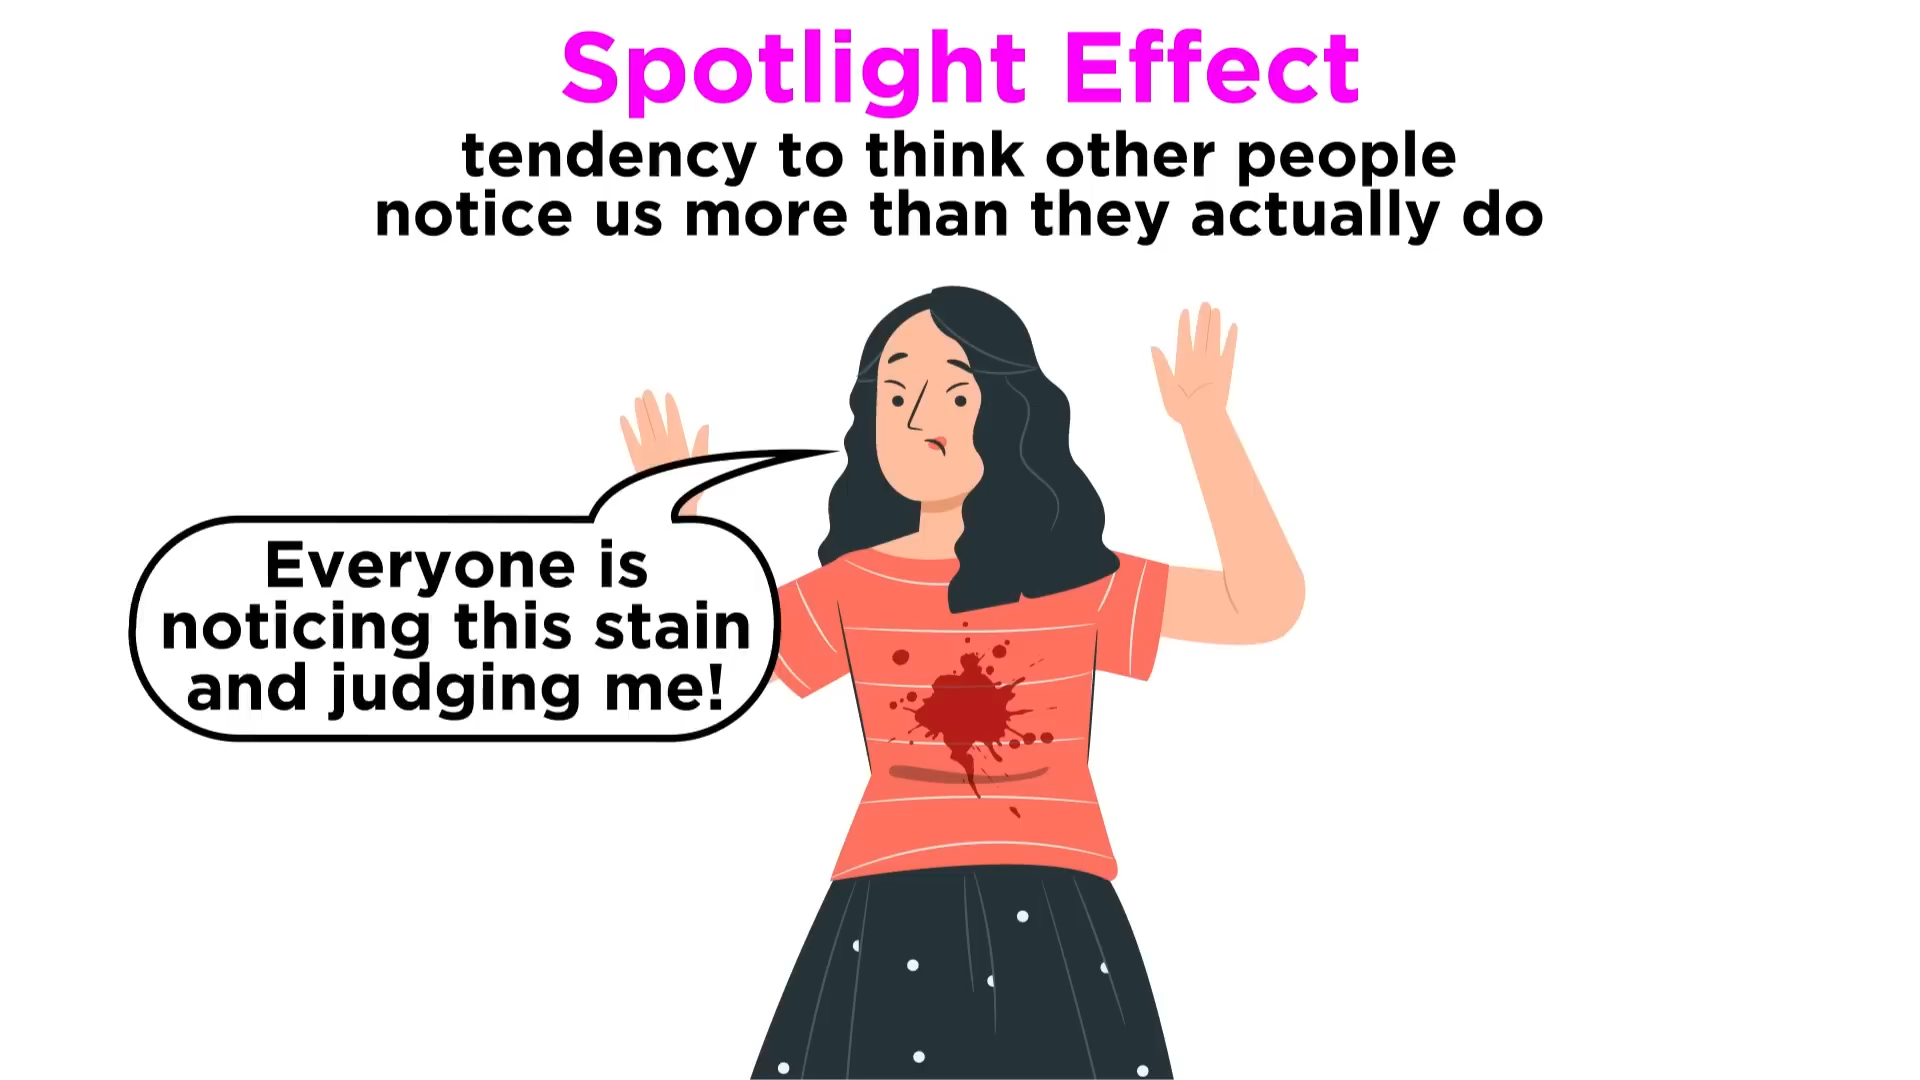 Spotlight Effect
tendency to think other people
notice us more than they actually do
Everyone is
noticing this stain
and judging me!